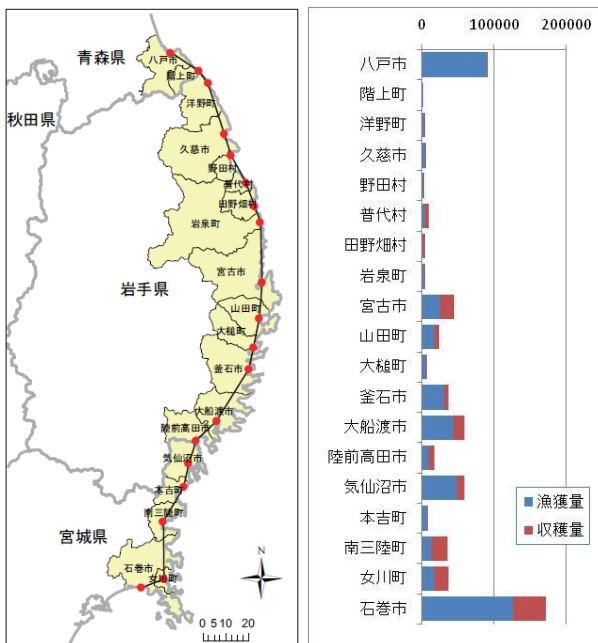 青森県
秋田県
岩手県
宮城県
八戸市
階上町
洋野町
久慈市
野田村
普代村
田野畑村
岩泉町
宮古市
山田町
大槌町
釜石市
大船渡市
陸前高田市
気仙沼市
本吉町
南三陸町
石巻市
女川町
N
0 5 10 20
0 100000 200000
八戸市
階上町
洋野町
久慈市
野田村
普代村
田野畑村
岩泉町
宮古市
山田町
大槌町
釜石市
大船渡市
陸前高田市
気仙沼市
本吉町
南三陸町
女川町
石巻市
漁獲量
収穫量